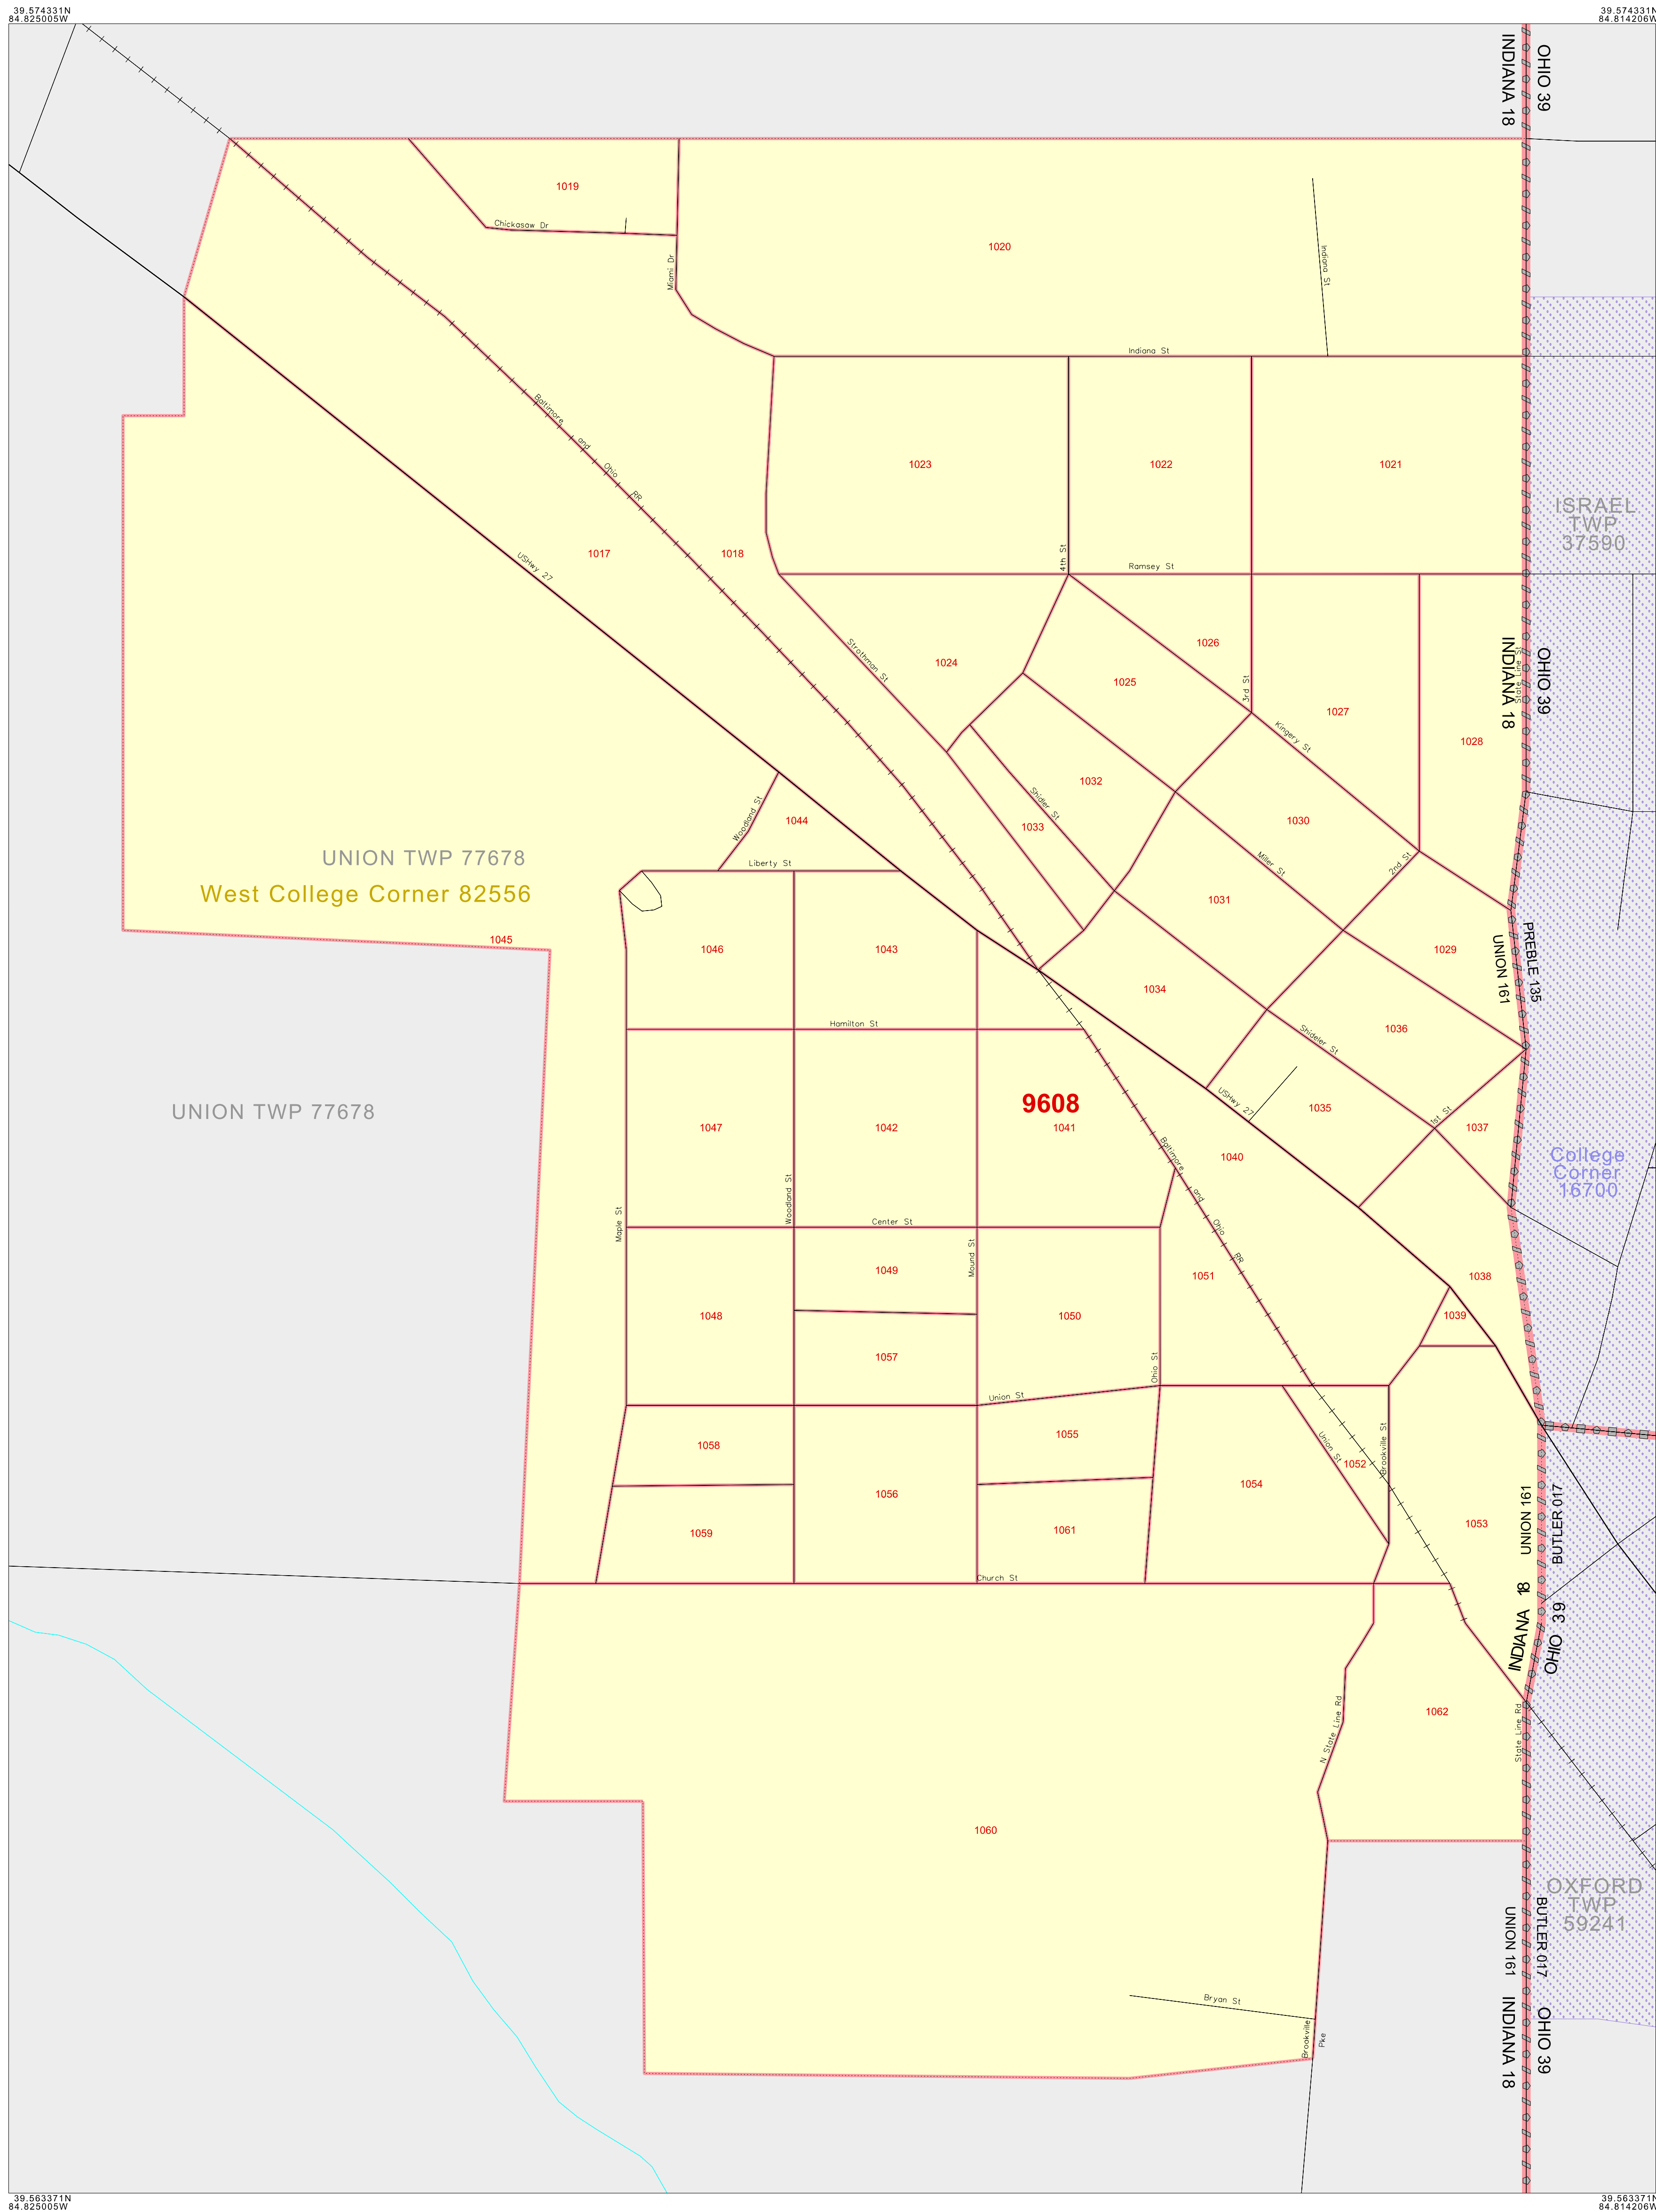 39.574331N
84.825005W
39.574331N
84.814206W
OHIO 39
INDIANA 18
1019
Chickasaw Dr
Miami Dr
1020
Indiana St
Indiana St
Baltimore and Ohio RR
1023
1022
1021
ISRAEL
TWP
37590
1017
1018
USHwy 27
4th St
Ramsey St
Strothman St
1024
1026
1025
3rd St
1027
Kingery St
1028
OHIO 39
INDIANA 18
State Line St
1032
Shidler St
1033
1030
1044
Woodland St
Liberty St
Miller St
2nd St
UNION TWP 77678
West College Corner 82556
1045
1046
1043
1031
1029
PREBLE 135
UNION 161
1034
Hamilton St
1036
Shideler St
UNION TWP 77678
9608
1047
1042
1041
USHwy 27
1035
1st St
1037
1040
College
Corner
16700
Baltimore and Ohio RR
Maple St
Woodland St
Center St
Mound St
1049
1051
1038
1048
1050
1039
1057
Ohio St
Union St
1058
1055
Union St
1052
Brookville St
1056
1054
1059
1061
1053
UNION 161
BUTLER 017
Church St
INDIANA 18
OHIO 39
1062
N State Line Rd
State Line Rd
1060
OXFORD
TWP
59241
BUTLER 017
UNION 161
Bryan St
Brookville Pke
OHIO 39
INDIANA 18
39.563371N
84.825005W
39.563371N
84.814206W